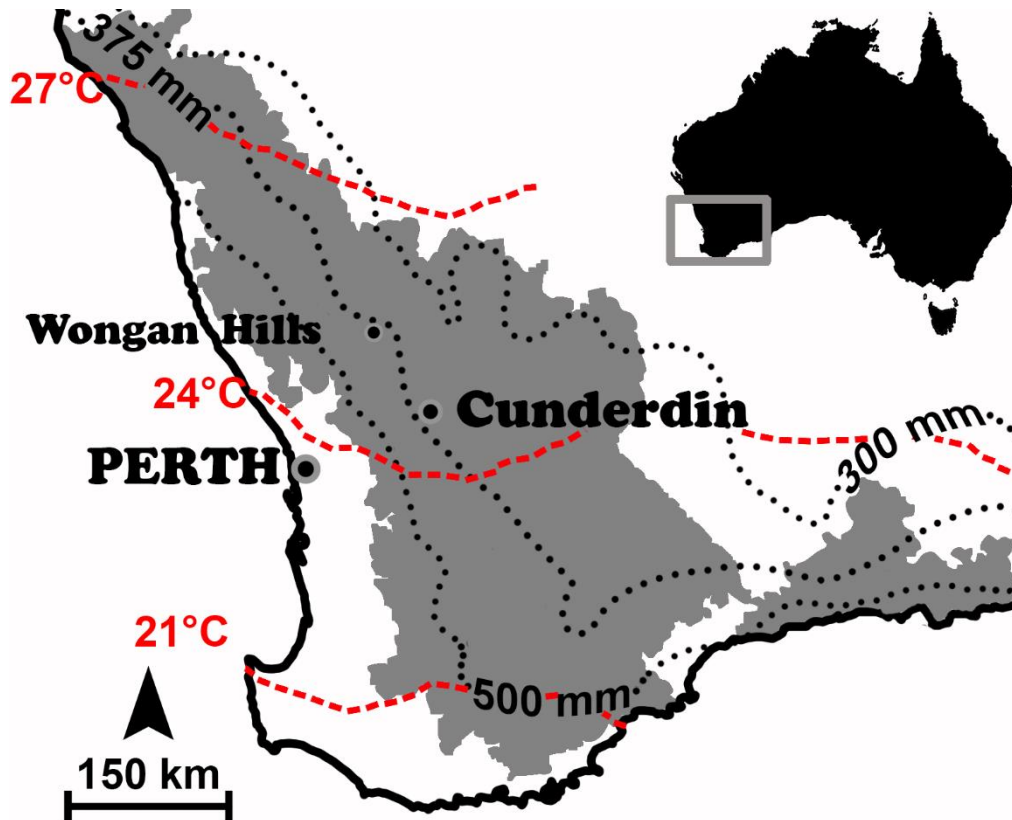 375 mm
27°C
Wongan Hills
24°C
Cunderdin
PERTH
300 mm
21°C
500 mm
150 km